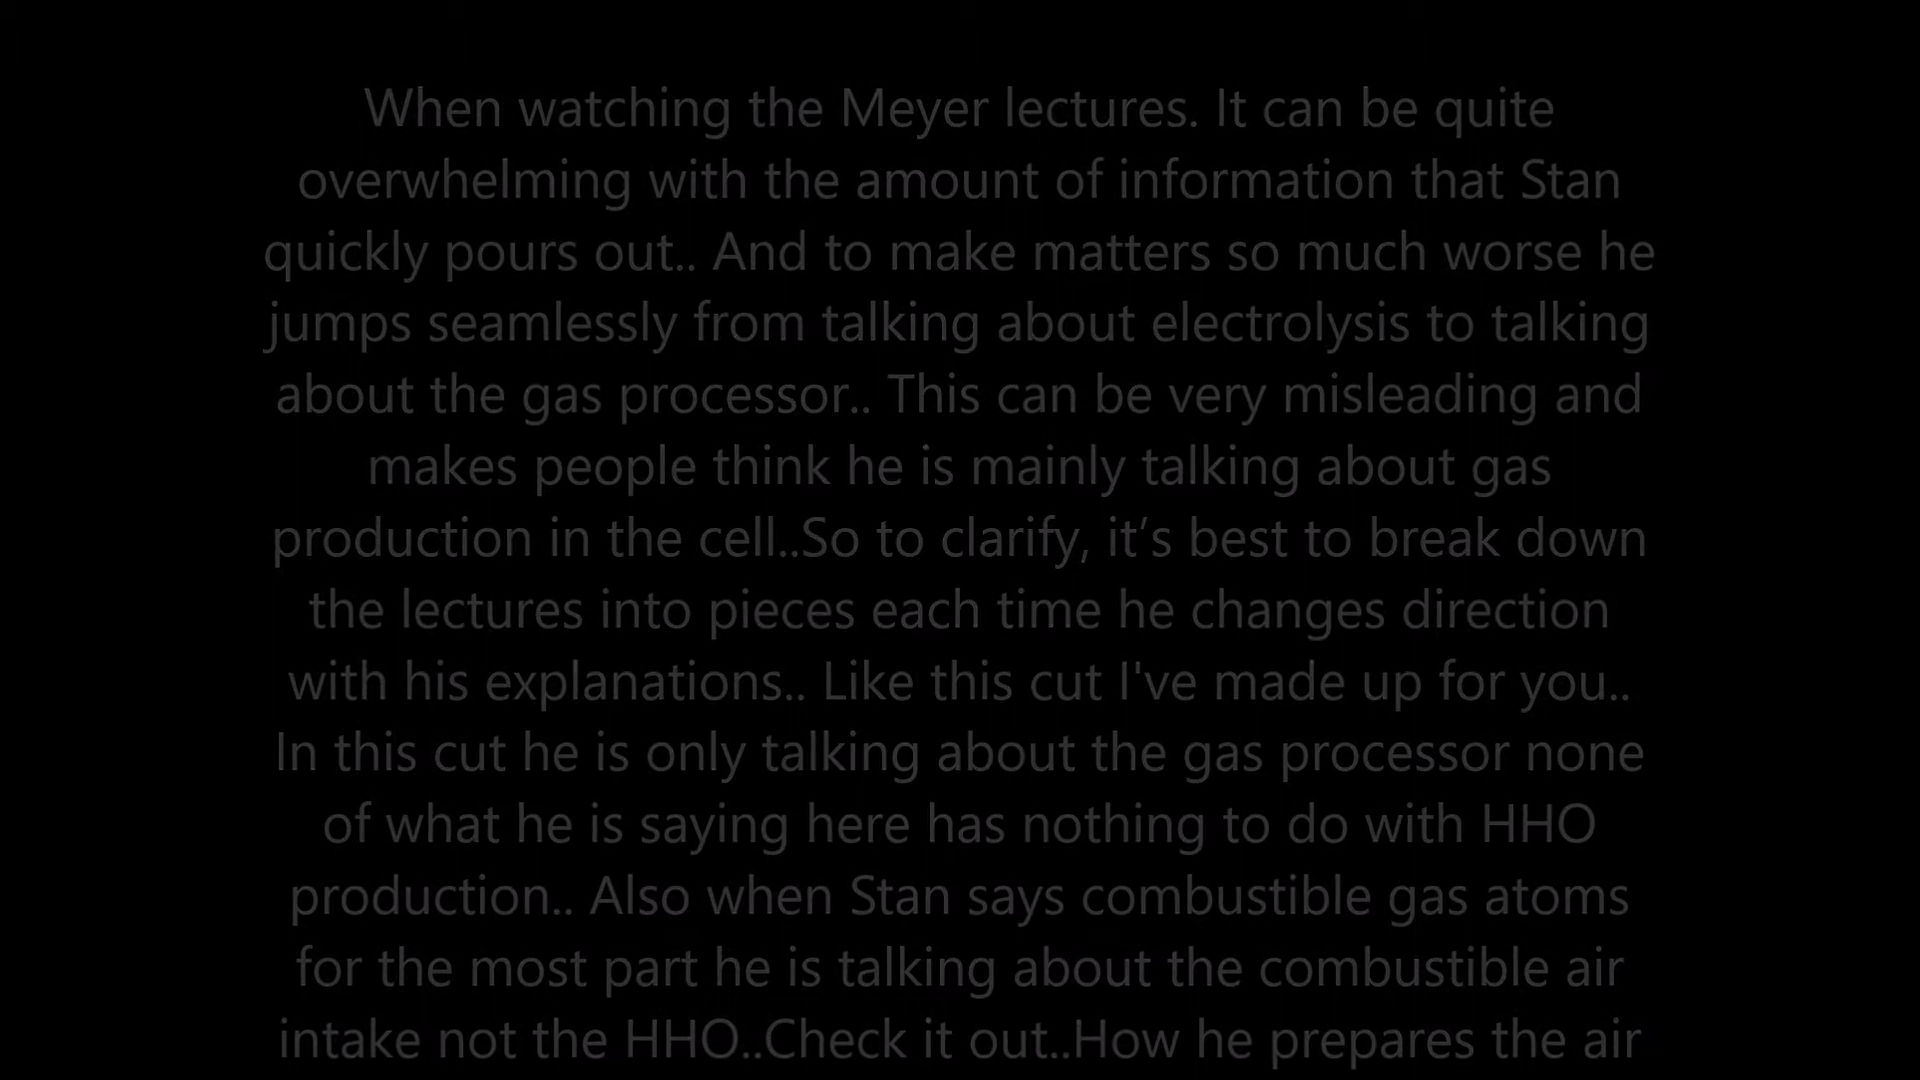 When watching the Meyer lectures. It can be quite
overwhelming with the amount of information that Stan
quickly pours out.. And to make matters so much worse he
jumps seamlessly from talking about electrolysis to talking
about the gas processor.. This can be very misleading and
makes people think he is mainly talking about gas
production in the cell..So to clarify, it’s best to break down
the lectures into pieces each time he changes direction
with his explanations.. Like this cut I've made up for you..
In this cut he is only talking about the gas processor none
of what he is saying here has nothing to do with HHO
production.. Also when Stan says combustible gas atoms
for the most part he is talking about the combustible air
intake not the HHO..Check it out..How he prepares the air